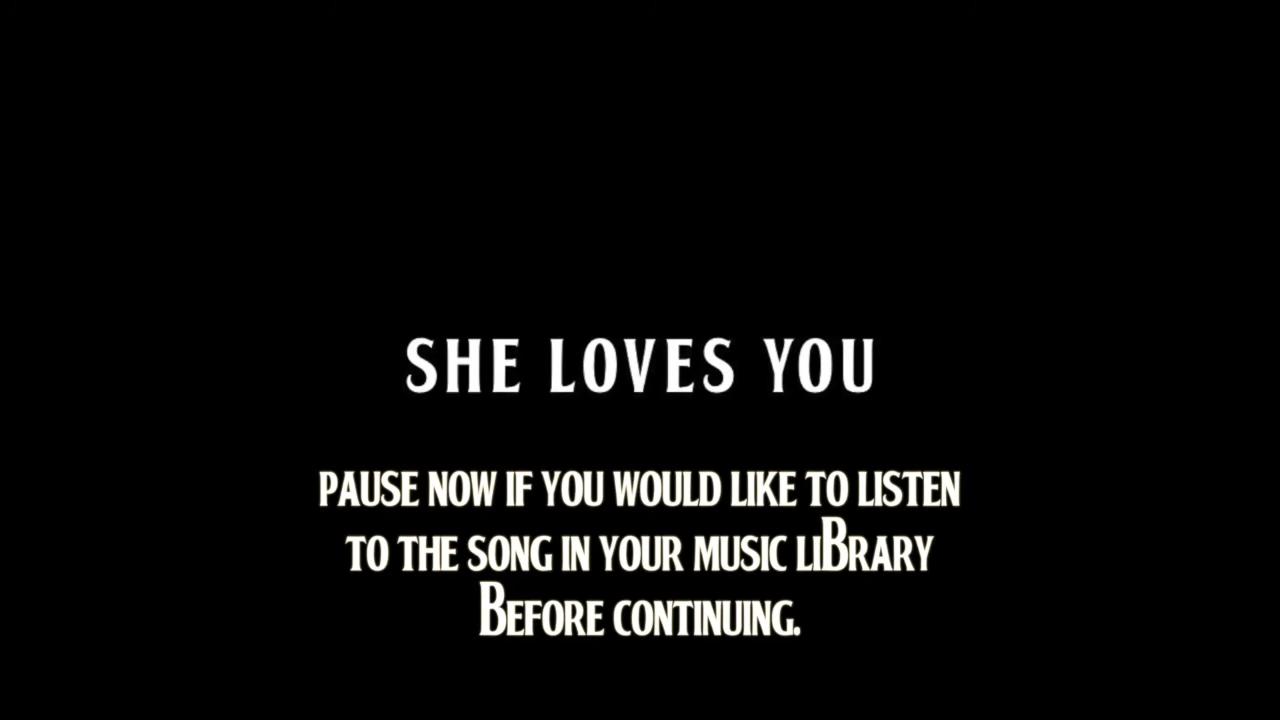 SHE LOVES YOU
PAUSE NOW IF YOU WOULD LIKE TO LISTEN
TO THE SONG IN YOUR MUSIC LIBRARY
BEFORE CONTINUING.